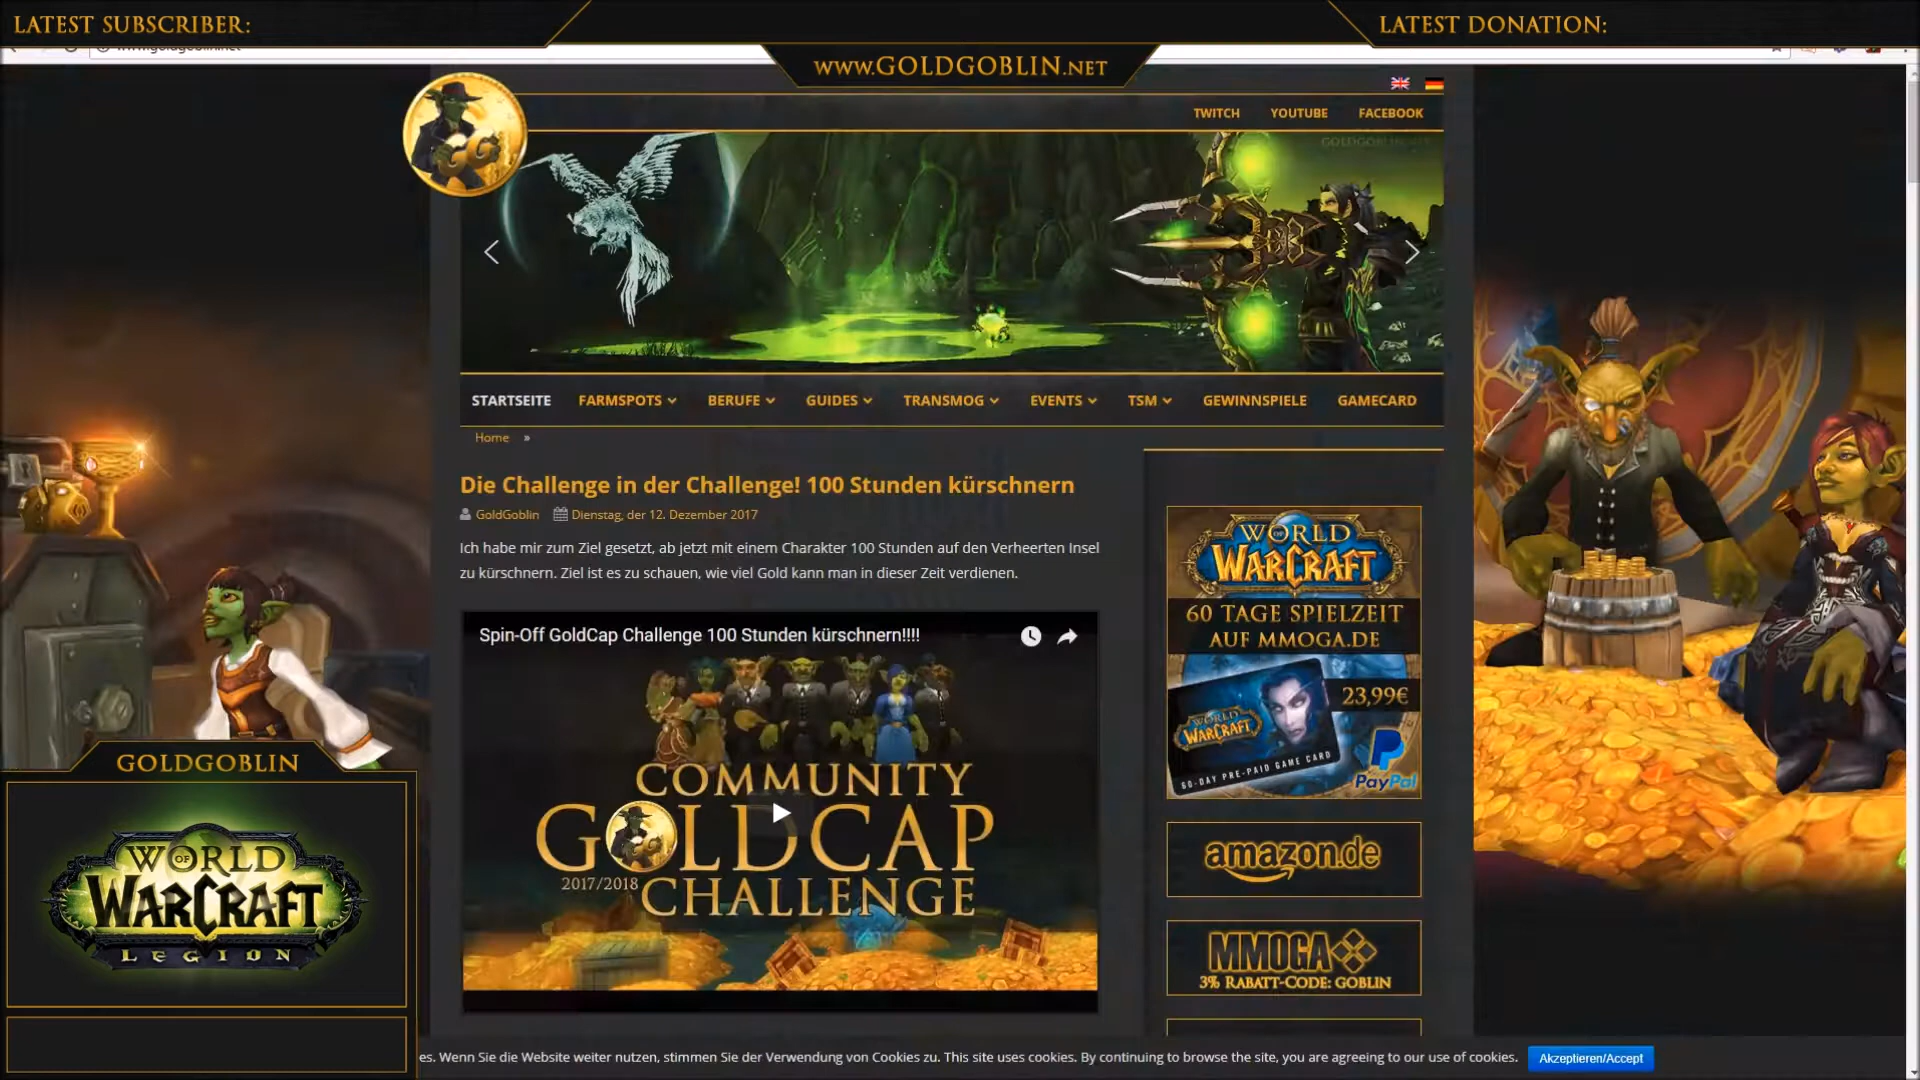 LATEST SUBSCRIBER:
LATEST DONATION:
www.GOLDGOBLIN.NET
TWITCH YOUTUBE FACEBOOK
GOLDGOBLIN.NET
STARTSEITE FARMSPOTS BERUFE GUIDES TRANSMOG EVENTS TSM GEWINNSPIELE GAMECARD
Home »
Die Challenge in der Challenge! 100 Stunden kürschnern
GoldGoblin Dienstag, der 12. Dezember 2017
Ich habe mir zum Ziel gesetzt, ab jetzt mit einem Charakter 100 Stunden auf den Verheerten Insel
zu kürschnern. Ziel ist es zu schauen, wie viel Gold kann man in dieser Zeit verdienen.
Spin-Off GoldCap Challenge 100 Stunden kürschnern!!!!
COMMUNITY
GOLDCAP
2017/2018 CHALLENGE
WORLD OF WARCRAFT
60 TAGE SPIELZEIT
AUF MMOGA.DE
23,99€
WORLD OF WARCRAFT
60-DAY PRE-PAID GAME CARD
PayPal
amazon.de
MMOGA
3% RABATT-CODE: GOBLIN
GOLDGOBLIN
WORLD OF WARCRAFT
LEGION
es. Wenn Sie die Website weiter nutzen, stimmen Sie der Verwendung von Cookies zu. This site uses cookies. By continuing to browse the site, you are agreeing to our use of cookies. Akzeptieren/Accept